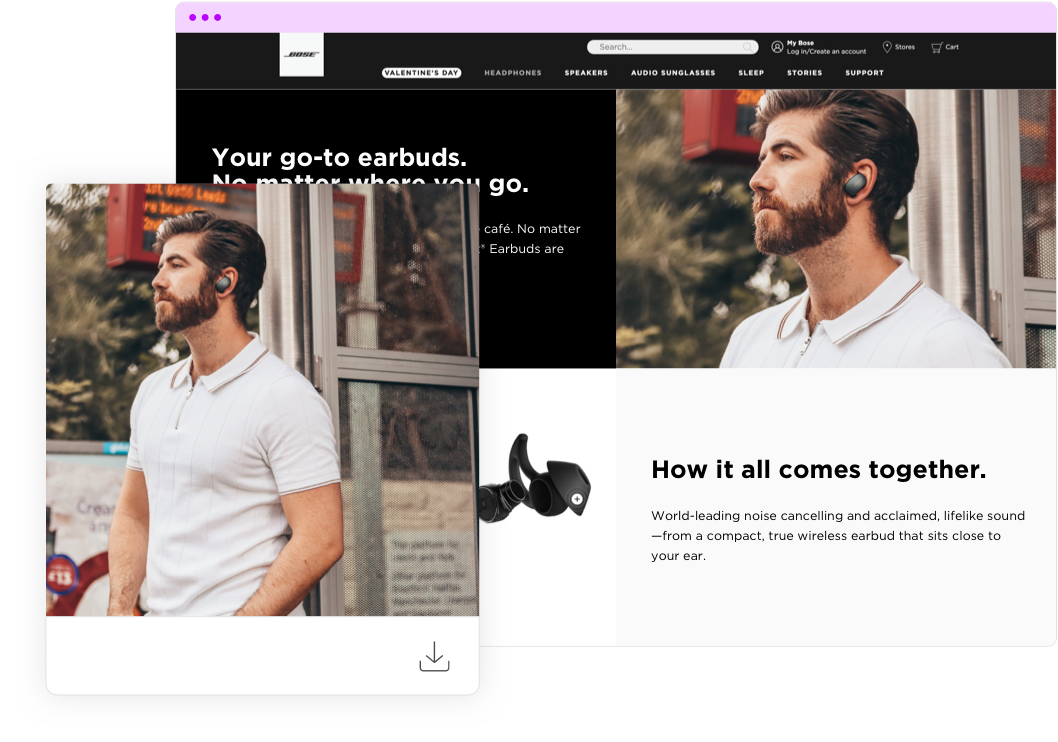 BOSE
Search...
My Bose
Log in/Create an account
Stores
Cart
VALENTINE'S DAY
HEADPHONES
SPEAKERS
AUDIO SUNGLASSES
SLEEP
STORIES
SUPPORT
Your go-to earbuds.
No matter where you go.
café. No matter
® Earbuds are
How it all comes together.
World-leading noise cancelling and acclaimed, lifelike sound
—from a compact, true wireless earbud that sits close to
your ear.
£13